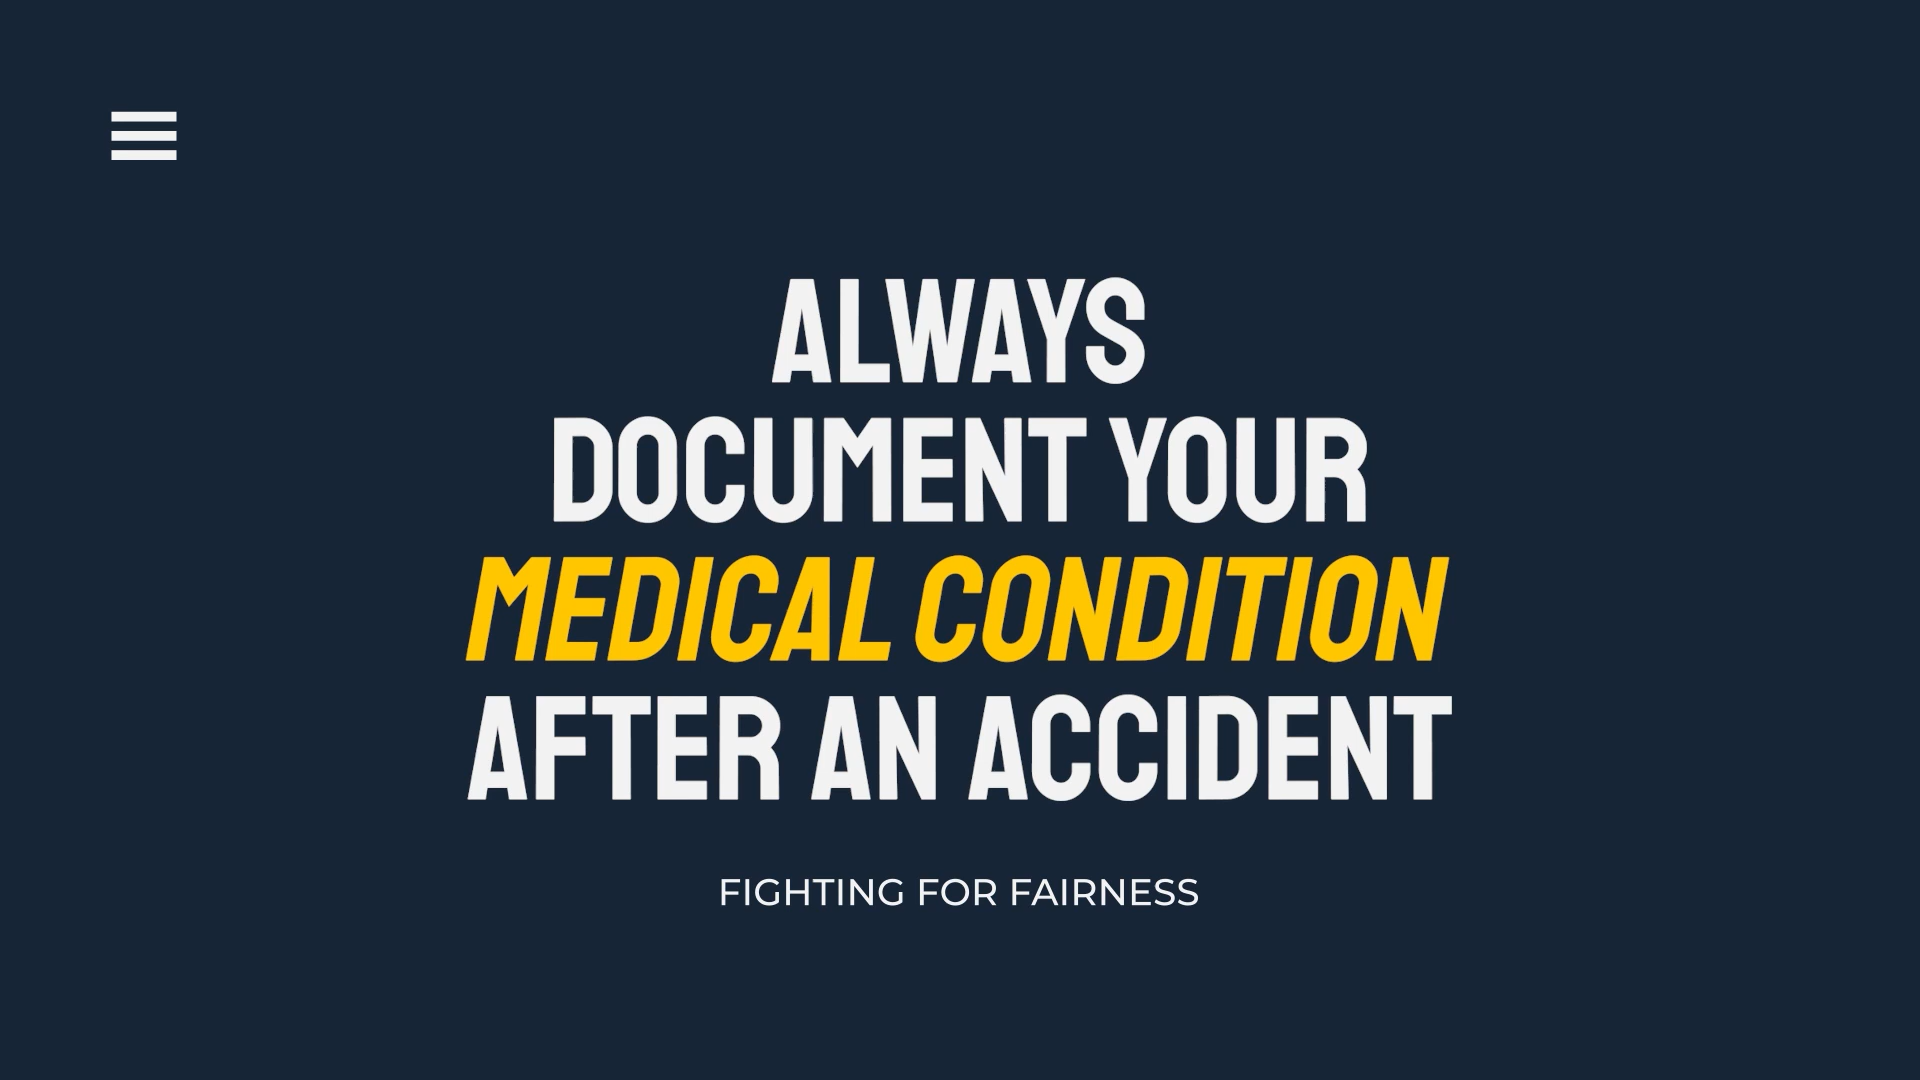 ALWAYS
DOCUMENT YOUR
MEDICAL CONDITION
AFTER AN ACCIDENT
FIGHTING FOR FAIRNESS